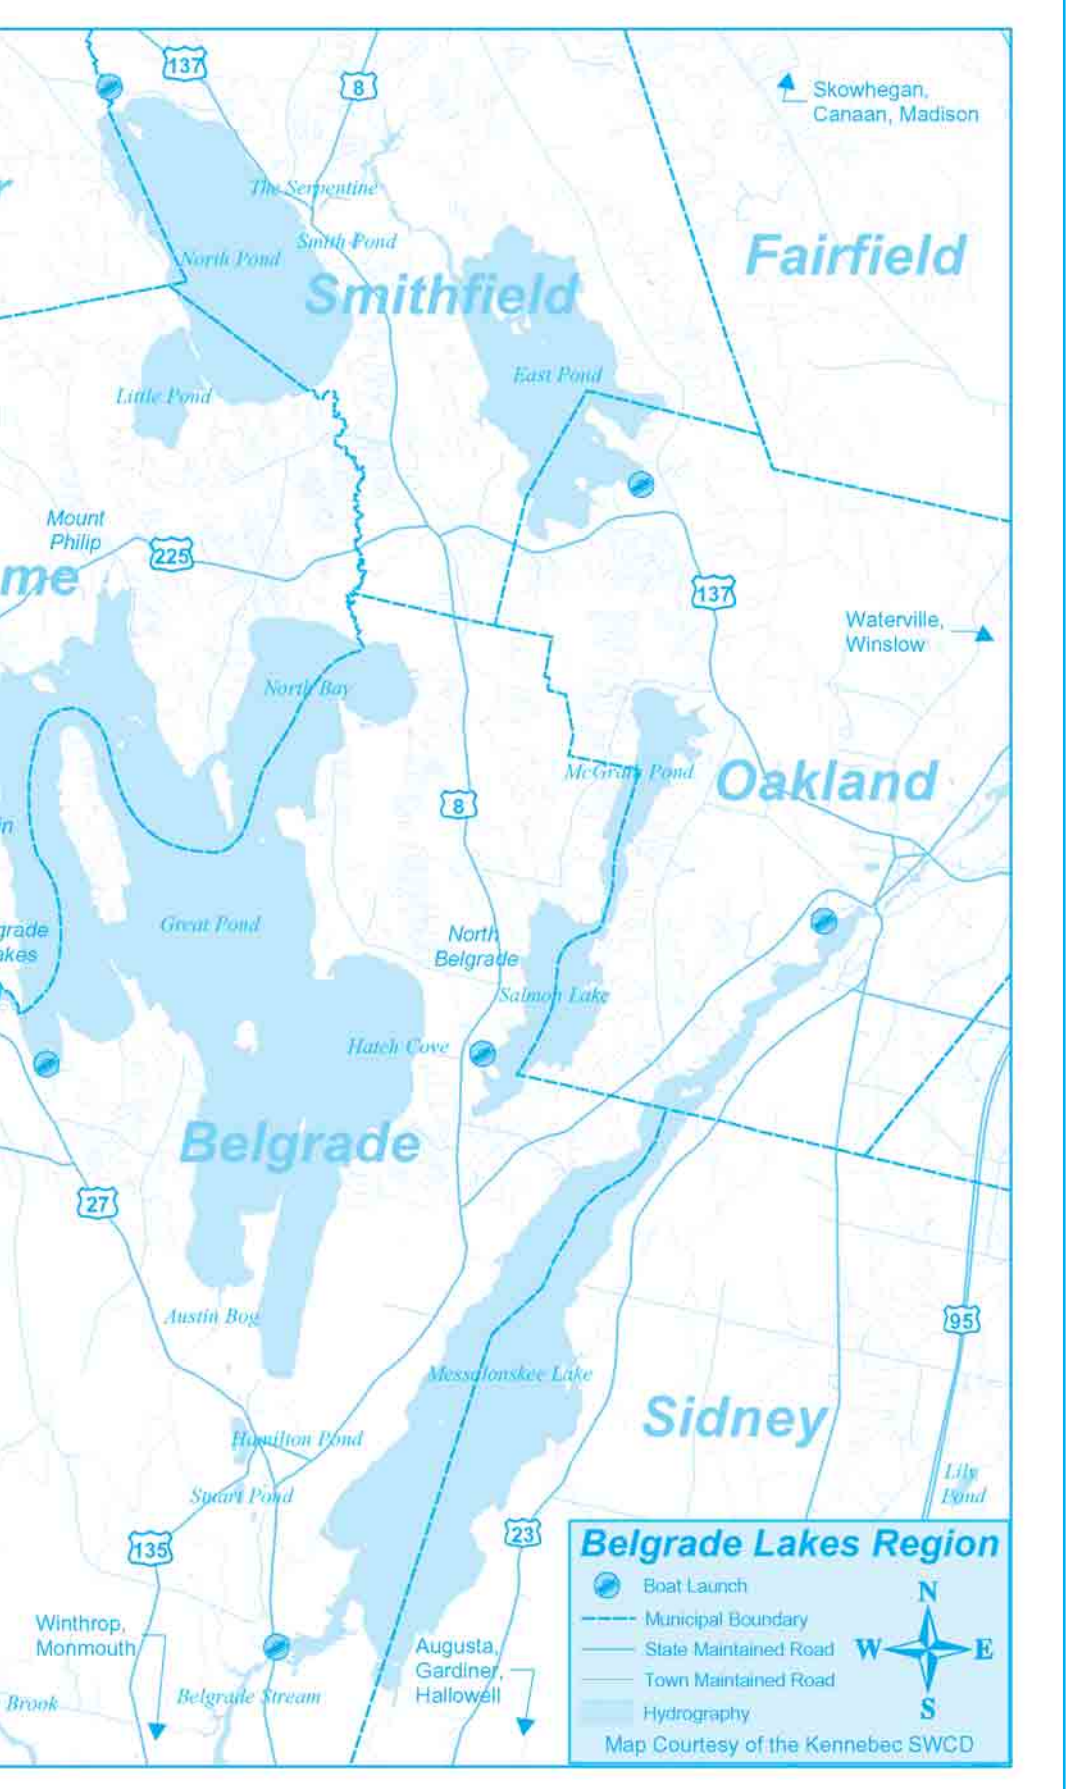 137
8
Skowhegan,
Canaan, Madison
The Serpentine
Smith Pond
North Pond
Fairfield
Smithfield
East Pond
Little Pond
Mount
Philip
225
me
137
Waterville,
Winslow
North Bay
McGrath Pond
Oakland
8
in
Great Pond
grade
akes
North
Belgrade
Salmon Lake
Hatch Cove
Belgrade
27
Austin Bog
95
Messalonskee Lake
Sidney
Hamilton Pond
Lily
Pond
Stuart Pond
135
23
Winthrop,
Monmouth
Augusta,
Gardiner,
Hallowell
Belgrade Stream
Brook
Belgrade Lakes Region
Boat Launch
Municipal Boundary
State Maintained Road
Town Maintained Road
Hydrography
N
W
E
S
Map Courtesy of the Kennebec SWCD